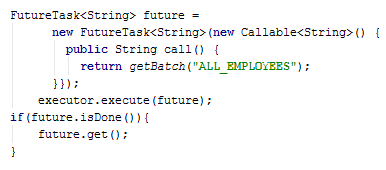 FutureTask<String> future =
new FutureTask<String>(new Callable<String>() {
public String call() {
return getBatch("ALL_EMPLOYEES");
}});
executor.execute(future);
if(future.isDone()){
future.get();
}